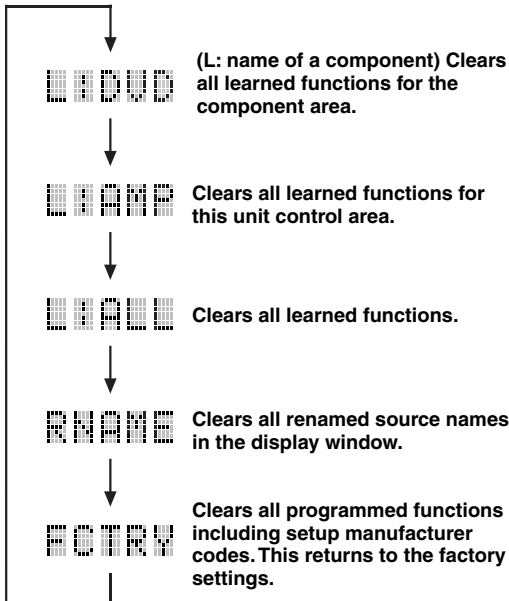 L:DVD
(L: name of a component) Clears
all learned functions for the
component area.
L:AMP
Clears all learned functions for
this unit control area.
L:ALL
Clears all learned functions.
RNAME
Clears all renamed source names
in the display window.
FCTRY
Clears all programmed functions
including setup manufacturer
codes. This returns to the factory
settings.